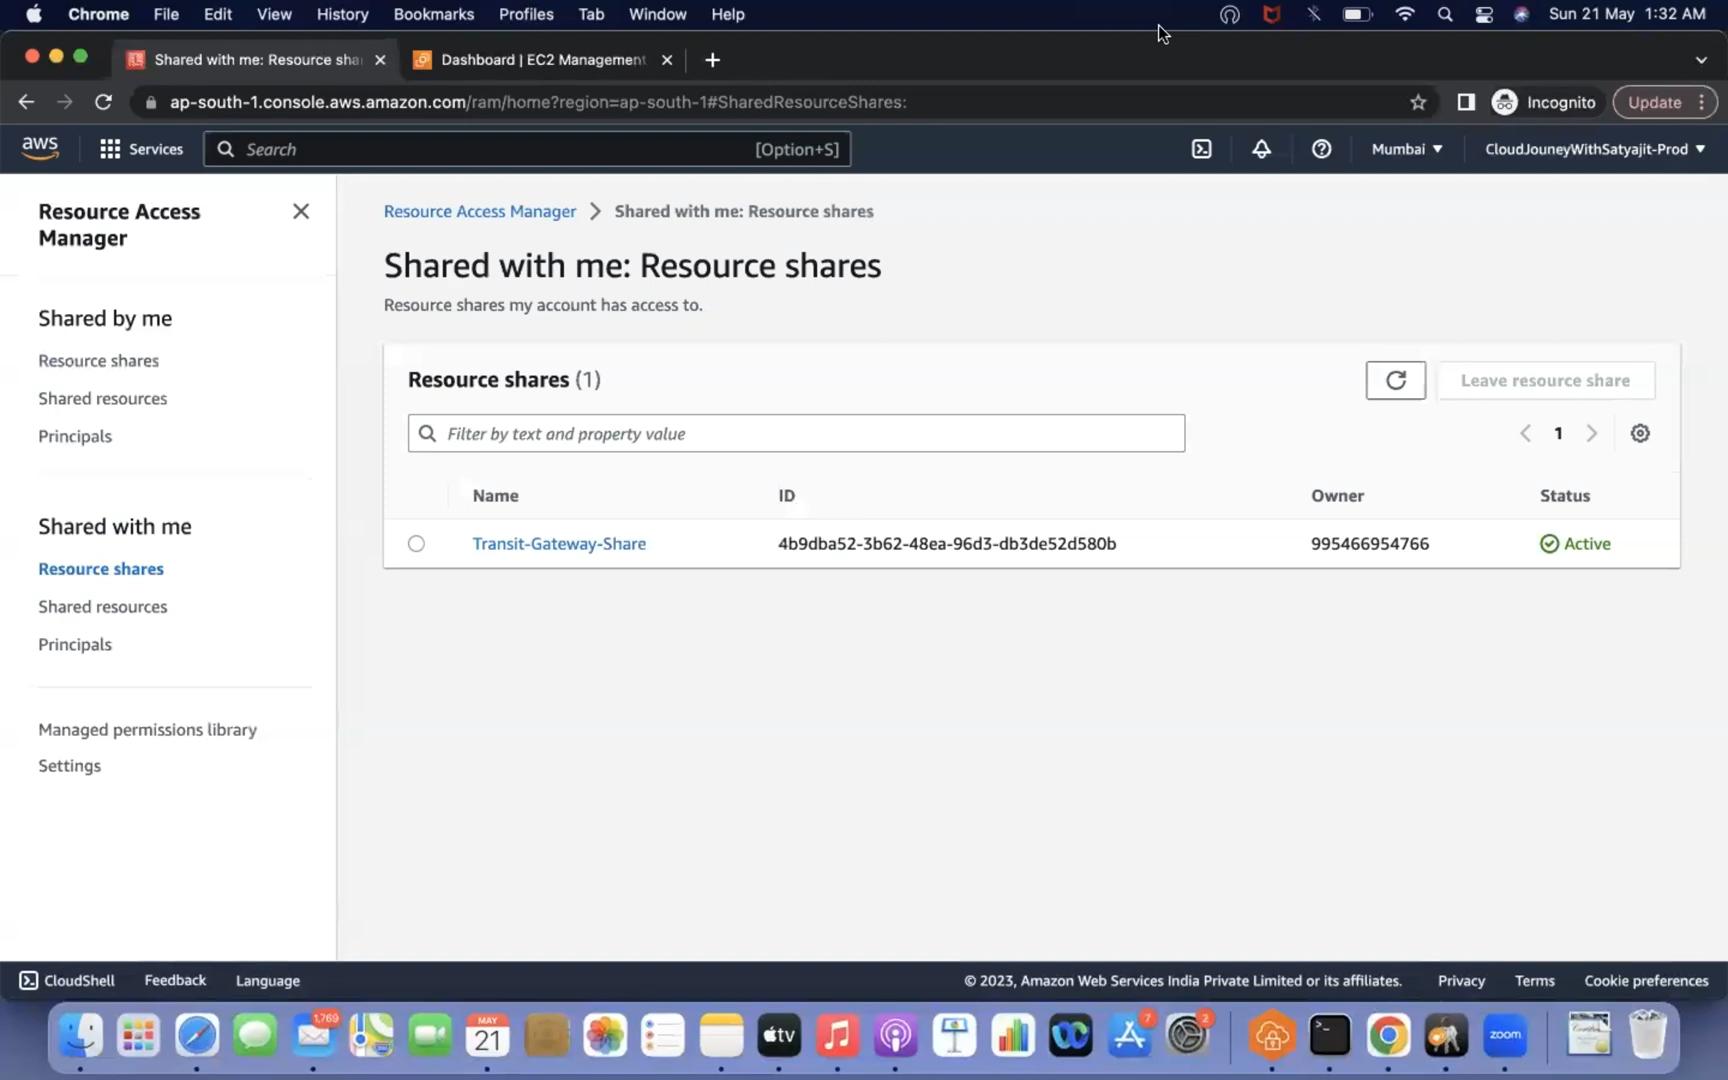 Chrome File Edit View History Bookmarks Profiles Tab Window Help Sun 21 May 1:32 AM
Shared with me: Resource sha Dashboard | EC2 Management
ap-south-1.console.aws.amazon.com/ram/home?region=ap-south-1#SharedResourceShares: Incognito Update
aws Services Search [Option+S] Mumbai CloudJouneyWithSatyajit-Prod
Resource Access
Manager
Shared by me
Resource shares
Shared resources
Principals
Shared with me
Resource shares
Shared resources
Principals
Managed permissions library
Settings
Resource Access Manager > Shared with me: Resource shares
Shared with me: Resource shares
Resource shares my account has access to.
Resource shares (1) Leave resource share
Filter by text and property value 1
Name ID Owner Status
Transit-Gateway-Share 4b9dba52-3b62-48ea-96d3-db3de52d580b 995466954766 Active
CloudShell Feedback Language © 2023, Amazon Web Services India Private Limited or its affiliates. Privacy Terms Cookie preferences
1,769 MAY 21 tv 7 2 zoom